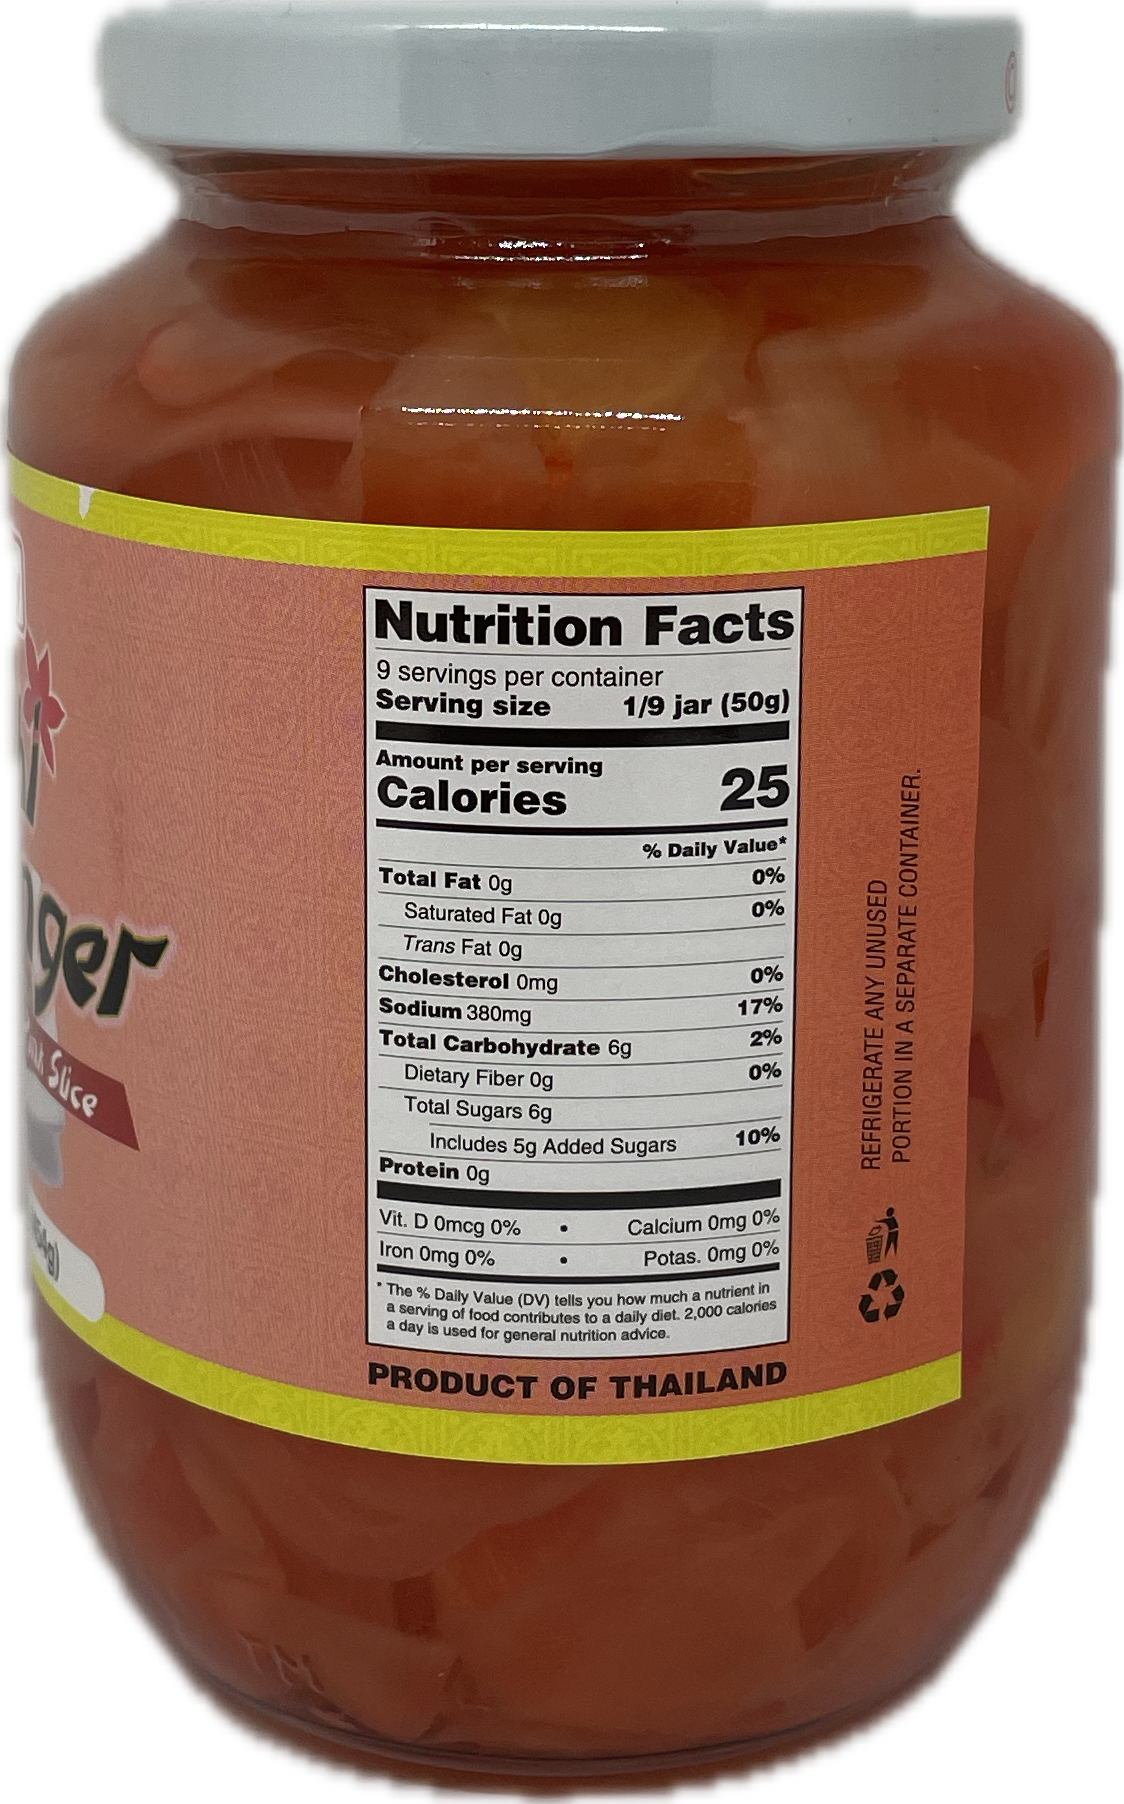 nger
Slice
Nutrition Facts
9 servings per container
Serving size 1/9 jar (50g)
Amount per serving
Calories 25
% Daily Value*
Total Fat 0g 0%
Saturated Fat 0g 0%
Trans Fat 0g
Cholesterol 0mg 0%
Sodium 380mg 17%
Total Carbohydrate 6g 2%
Dietary Fiber 0g 0%
Total Sugars 6g
Includes 5g Added Sugars 10%
Protein 0g
Vit. D 0mcg 0% • Calcium 0mg 0%
Iron 0mg 0% • Potas. 0mg 0%
* The % Daily Value (DV) tells you how much a nutrient in
a serving of food contributes to a daily diet. 2,000 calories
a day is used for general nutrition advice.
PRODUCT OF THAILAND
REFRIGERATE ANY UNUSED
PORTION IN A SEPARATE CONTAINER.